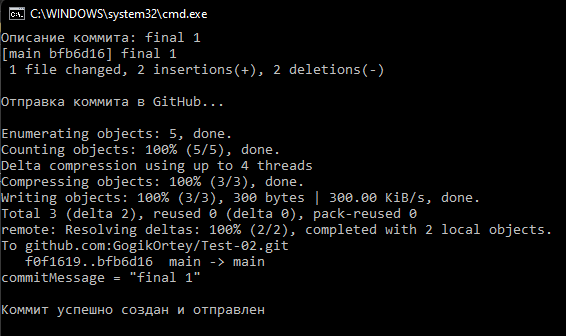 C:\WINDOWS\system32\cmd.exe
Описание коммита: final 1
[main bfb6d16] final 1
 1 file changed, 2 insertions(+), 2 deletions(-)
Отправка коммита в GitHub...
Enumerating objects: 5, done.
Counting objects: 100% (5/5), done.
Delta compression using up to 4 threads
Compressing objects: 100% (3/3), done.
Writing objects: 100% (3/3), 300 bytes | 300.00 KiB/s, done.
Total 3 (delta 2), reused 0 (delta 0), pack-reused 0
remote: Resolving deltas: 100% (2/2), completed with 2 local objects.
To github.com:GogikOrtey/Test-02.git
   f0f1619..bfb6d16  main -> main
commitMessage = "final 1"
Коммит успешно создан и отправлен